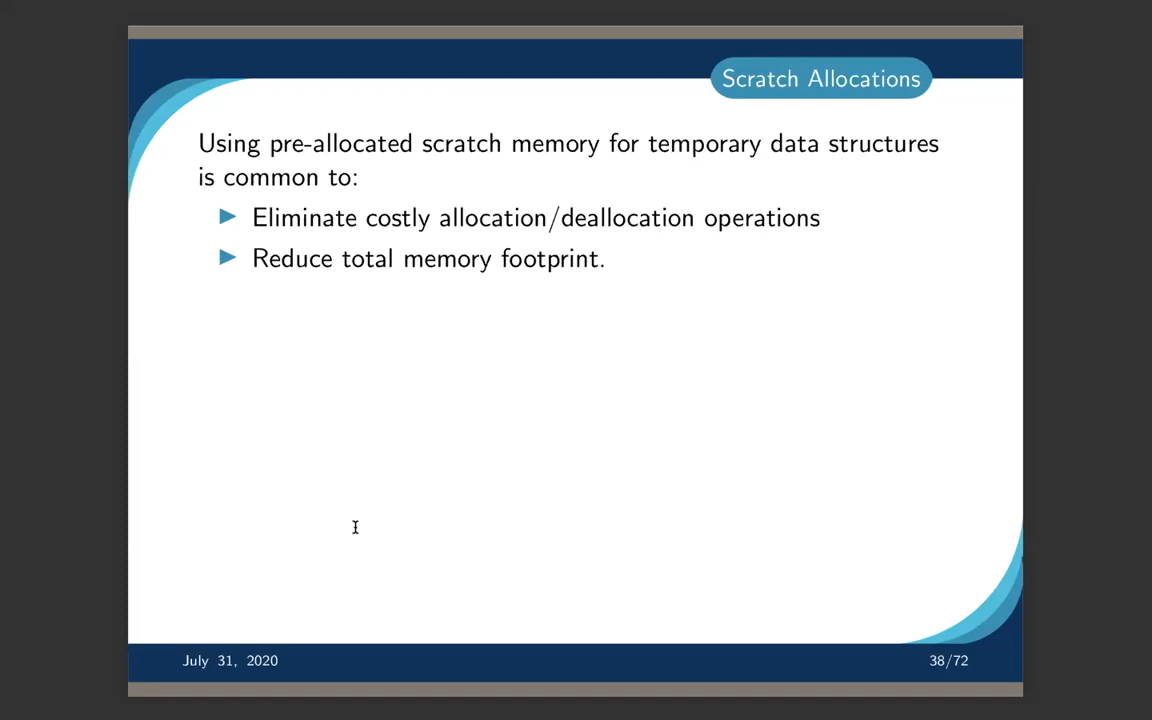 Scratch Allocations
Using pre-allocated scratch memory for temporary data structures
is common to:
Eliminate costly allocation/deallocation operations
Reduce total memory footprint.
July 31, 2020
38/72